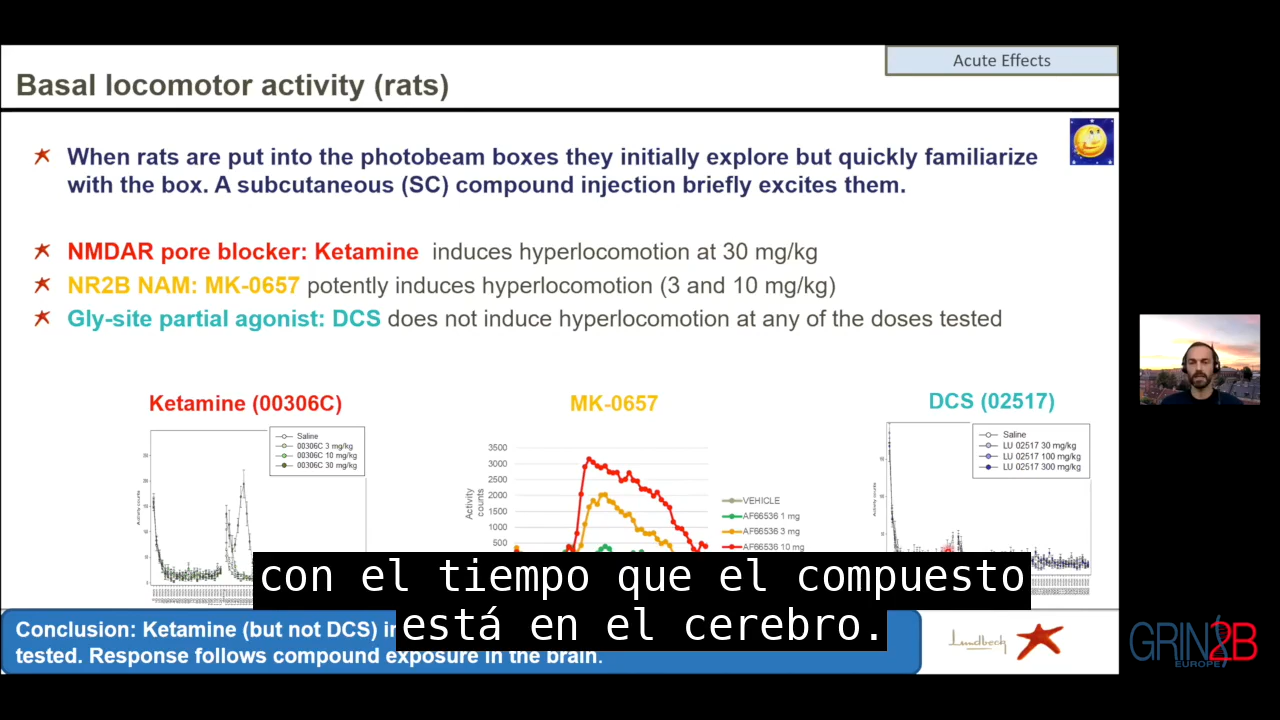 Acute Effects
Basal locomotor activity (rats)
When rats are put into the photobeam boxes they initially explore but quickly familiarize
with the box. A subcutaneous (SC) compound injection briefly excites them.
NMDAR pore blocker: Ketamine induces hyperlocomotion at 30 mg/kg
NR2B NAM: MK-0657 potently induces hyperlocomotion (3 and 10 mg/kg)
Gly-site partial agonist: DCS does not induce hyperlocomotion at any of the doses tested
Ketamine (00306C)
Saline
00306C 3 mg/kg
00306C 10 mg/kg
00306C 30 mg/kg
Activity counts
MK-0657
3500
3000
2500
2000
1500
1000
500
Activity
counts
VEHICLE
AF66536 1 mg
AF66536 3 mg
AF66536 10 mg
DCS (02517)
Saline
LU 02517 30 mg/kg
LU 02517 100 mg/kg
LU 02517 300 mg/kg
Activity counts
con el tiempo que el compuesto
está en el cerebro.
Conclusion: Ketamine (but not DCS)
tested. Response follows compound exposure in the brain.
Lundbeck
GRIN2B
EUROPE